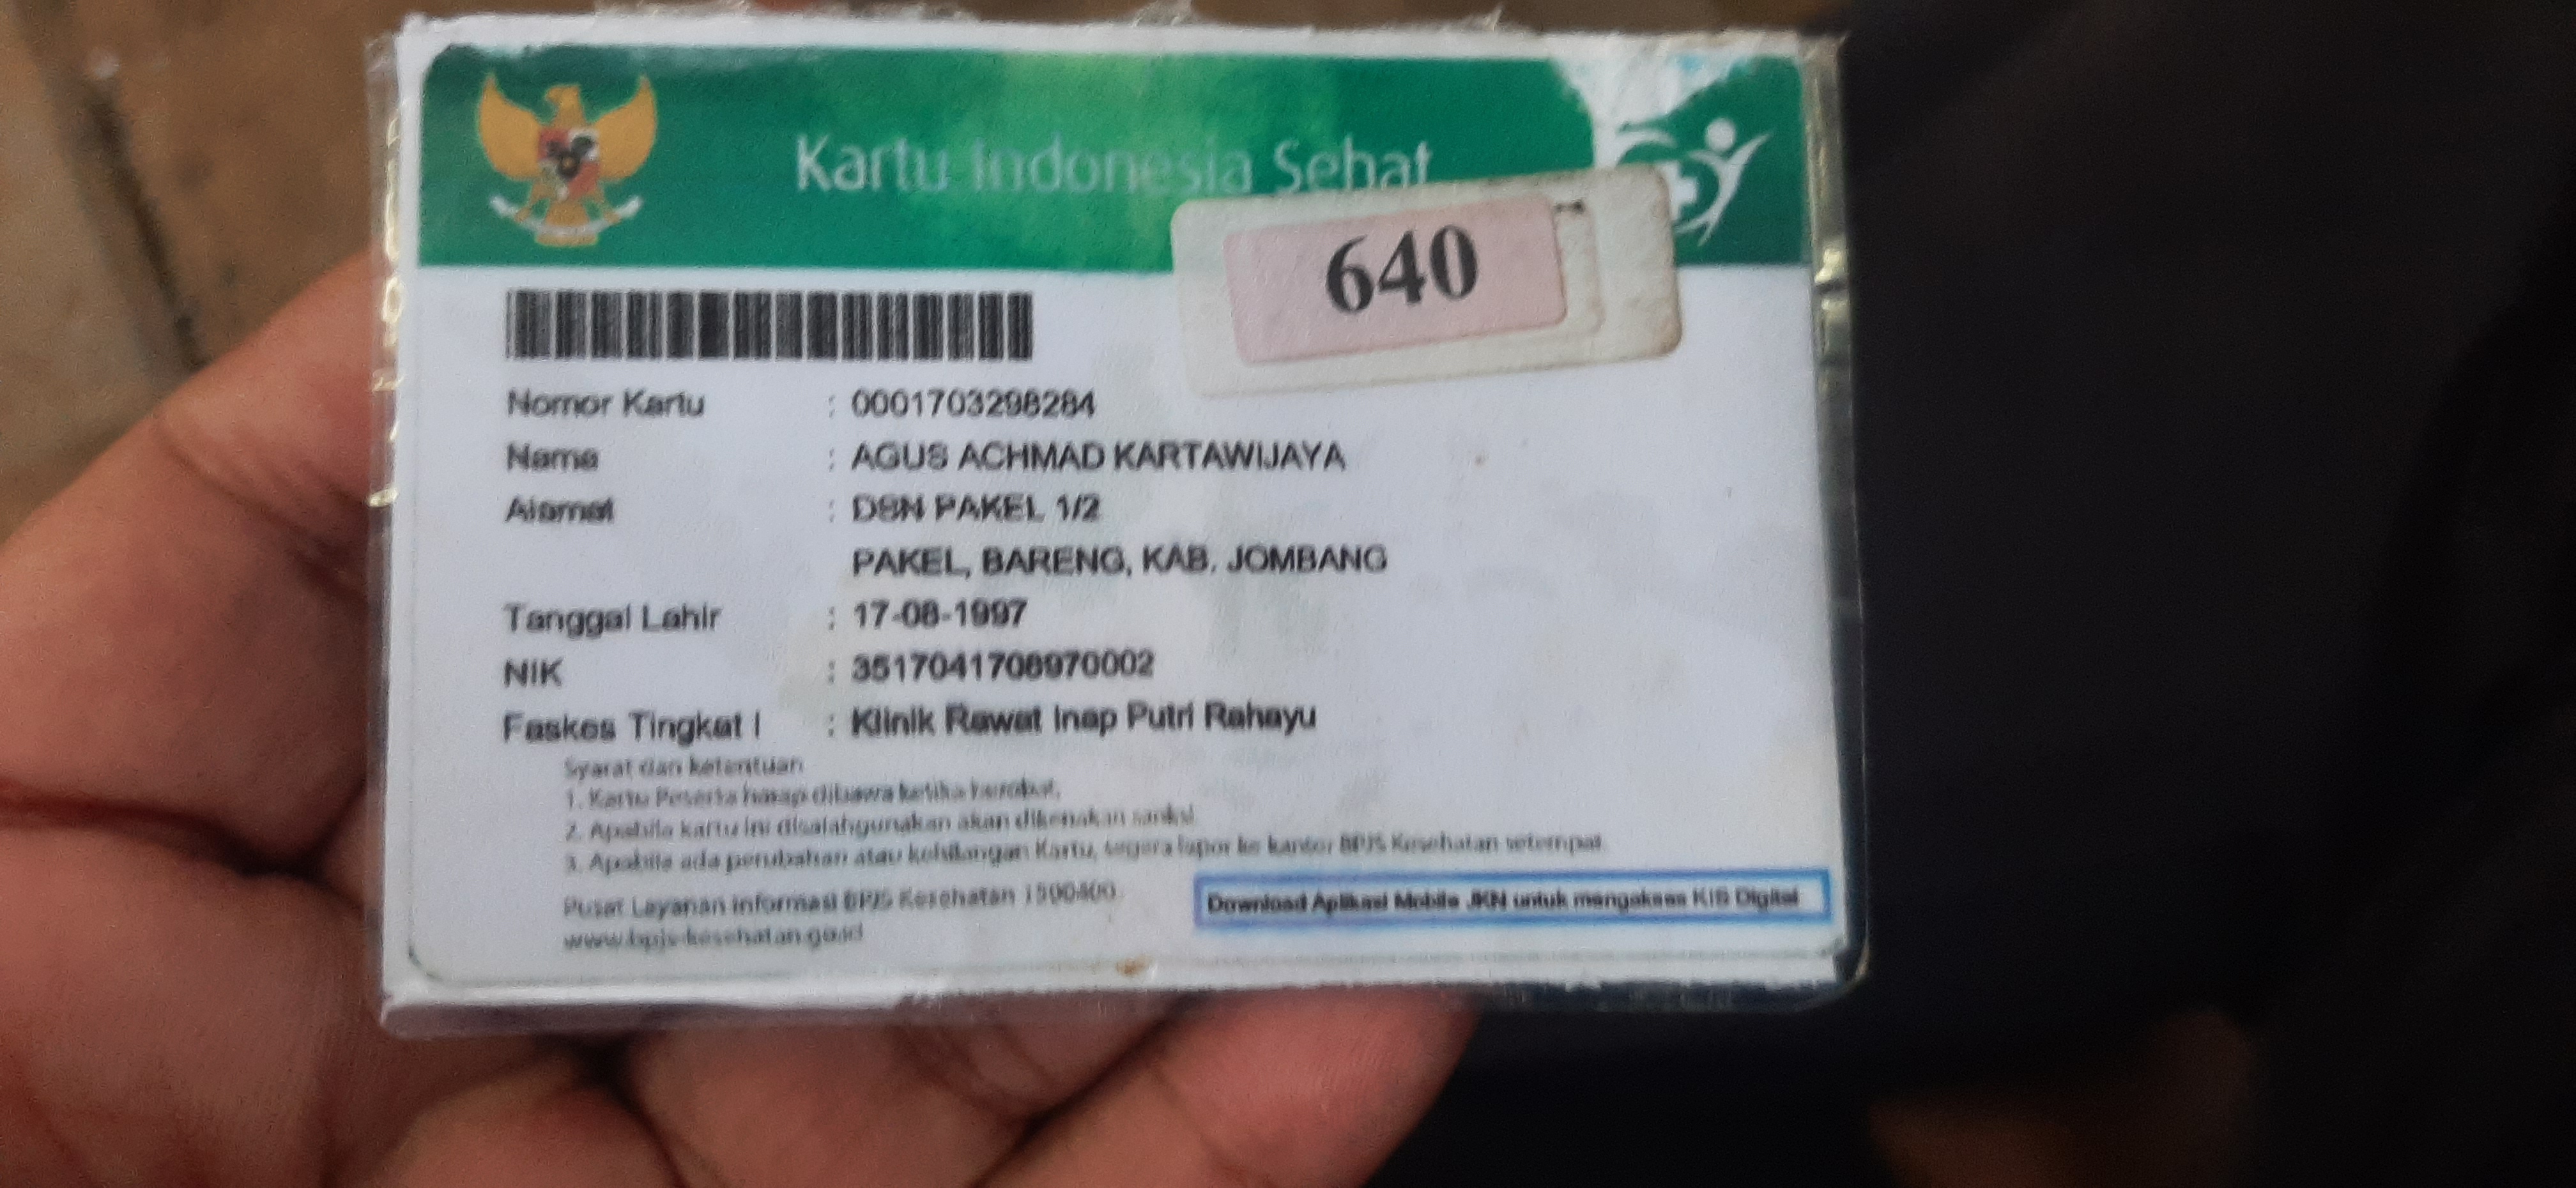 Kartu Indonesia Sehat
640
Nomor Kartu : 0001703298284
Nama : AGUS ACHMAD KARTAWIJAYA
Alamat : DSN PAKEL 1/2
PAKEL, BARENG, KAB. JOMBANG
Tanggal Lahir : 17-08-1997
NIK : 3517041708970002
Faskes Tingkat I : Klinik Rawat Inap Putri Rahayu
Syarat dan ketentuan
1. Kartu Peserta harap dibawa ketika berobat.
2. Apabila kartu ini disalahgunakan akan dikenakan sanksi
3. Apabila ada perubahan atau kehilangan Kartu, segera lapor ke kantor BPJS Kesehatan setempat
Pusat Layanan Informasi BPJS Kesehatan 1500400
www.bpjs-kesehatan.go.id
Download Aplikasi Mobile JKN untuk mengakses KIS Digital